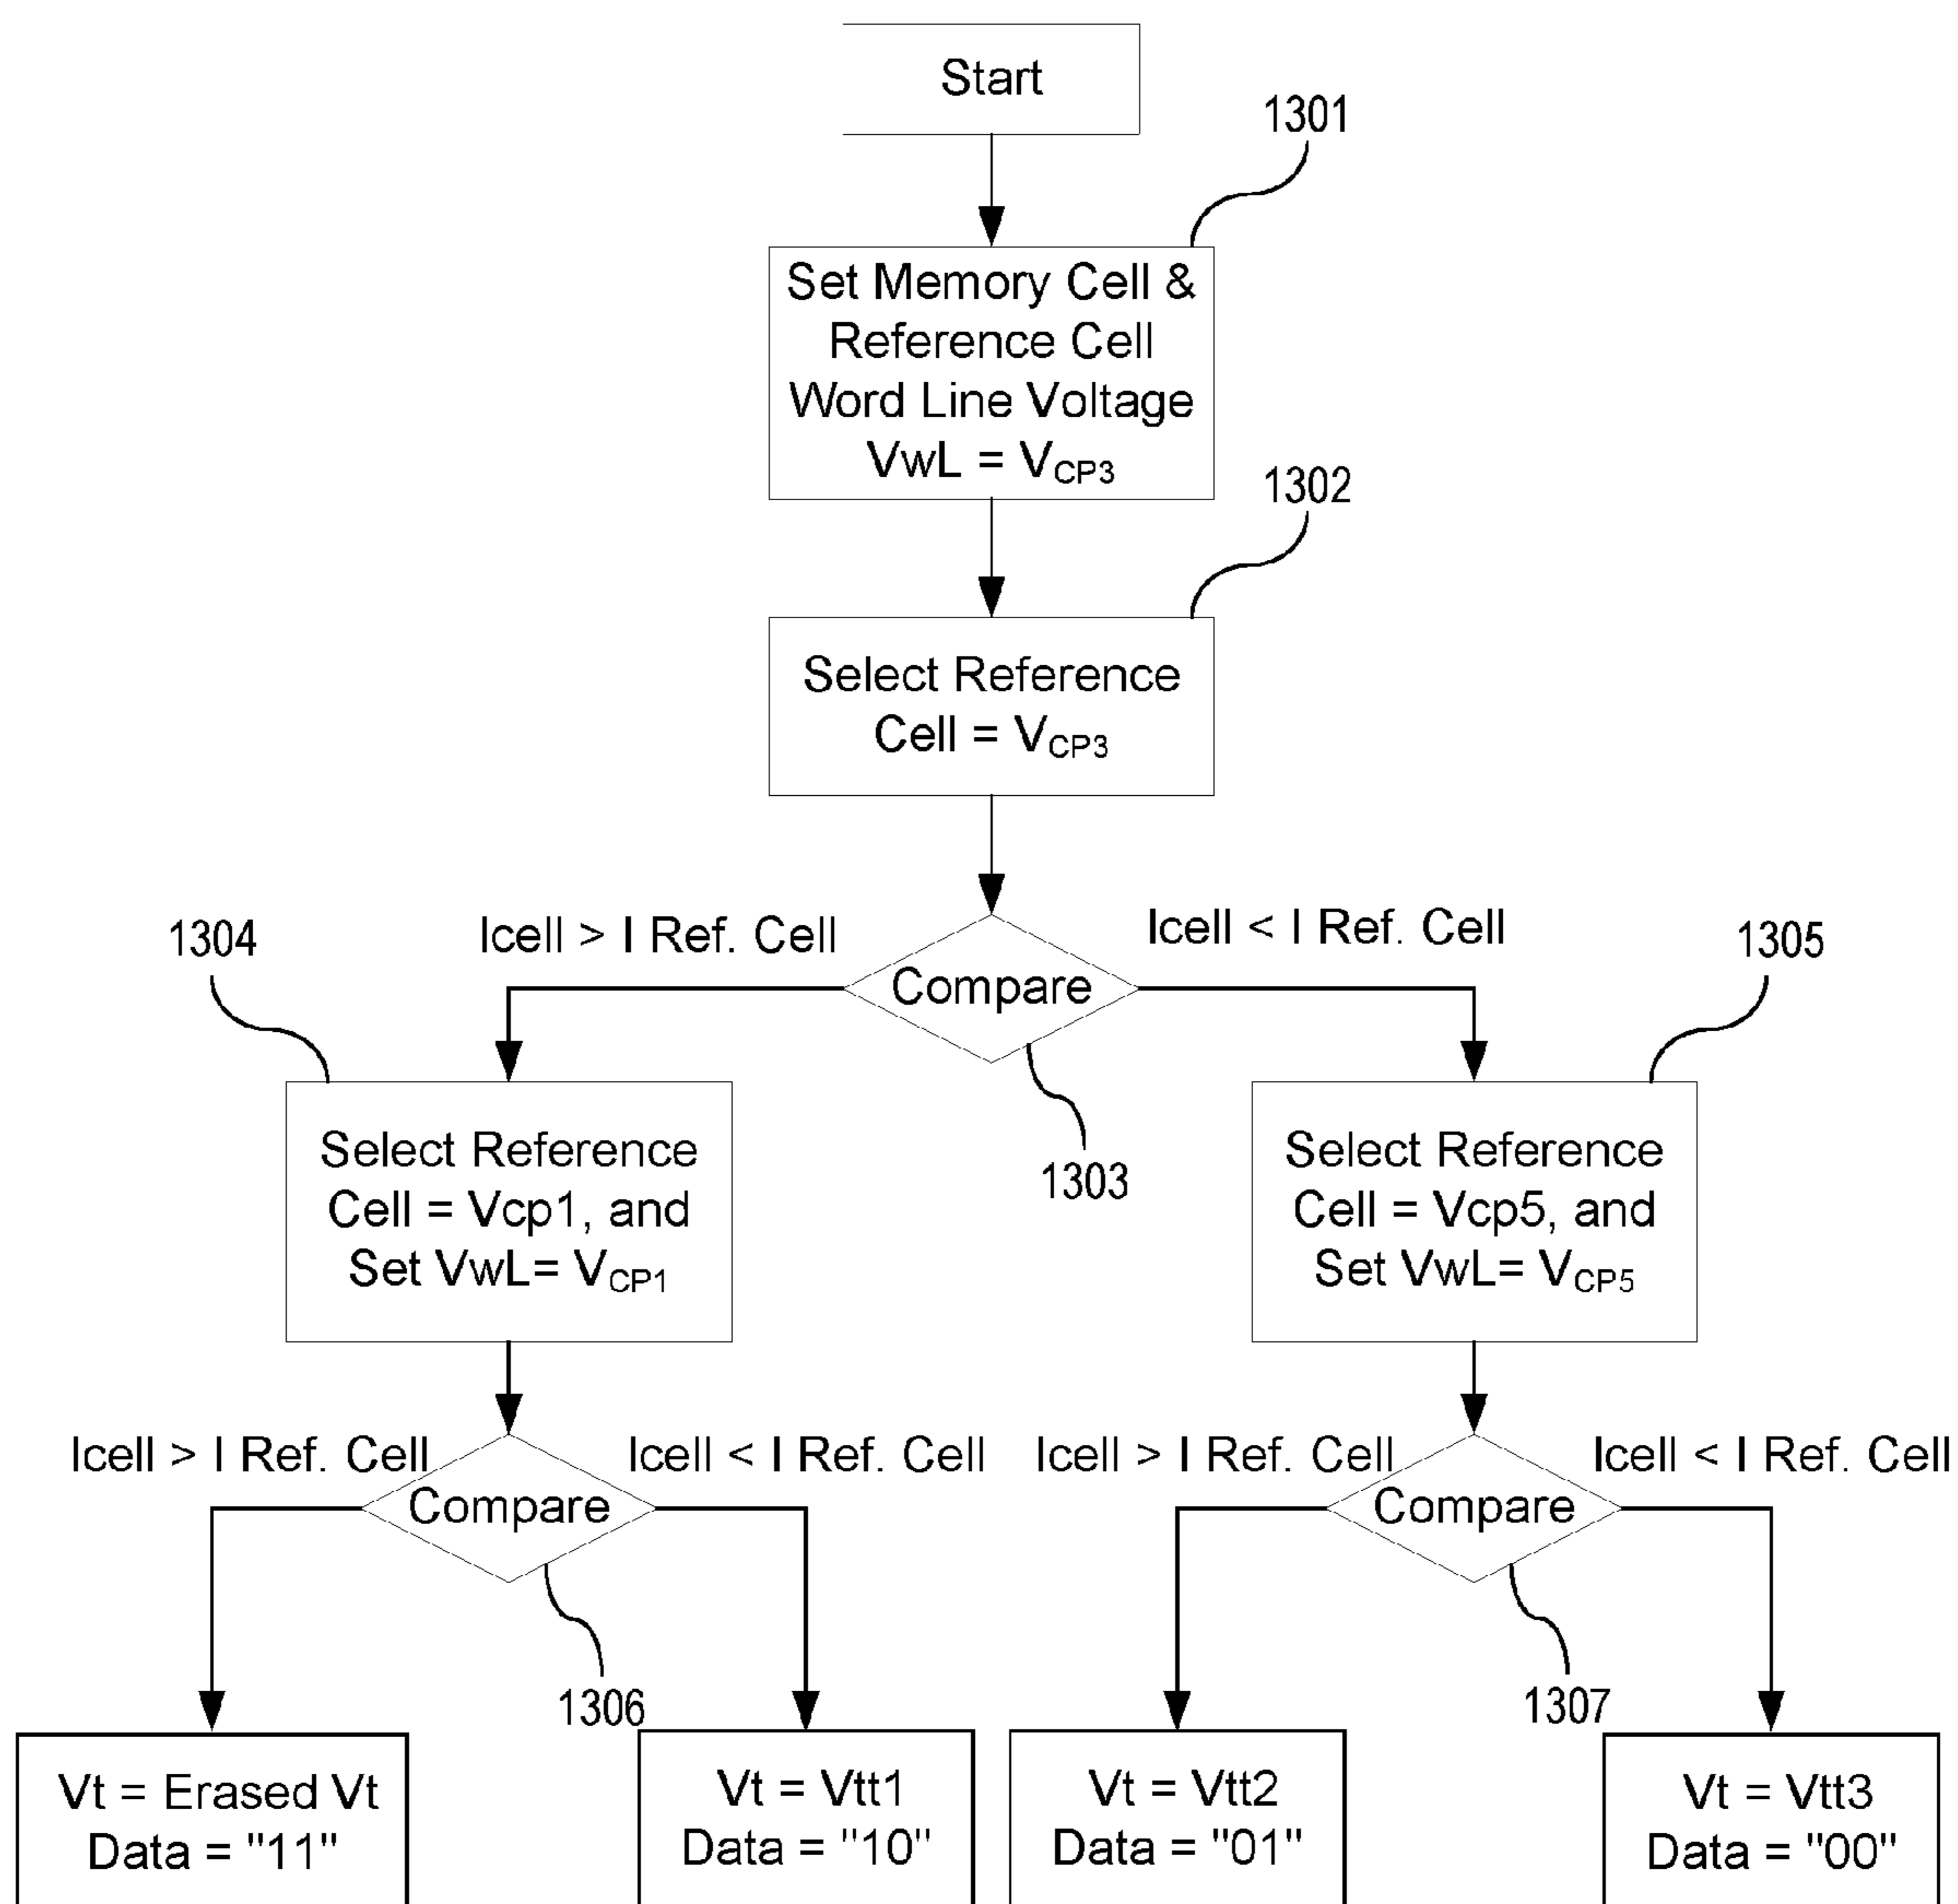 Start
1301
Set Memory Cell &
Reference Cell
Word Line Voltage
VwL = VCP3
1302
Select Reference
Cell = VCP3
1304
Icell > I Ref. Cell
Icell < I Ref. Cell
1305
Compare
1303
Select Reference
Cell = Vcp1, and
Set VwL= VCP1
Select Reference
Cell = Vcp5, and
Set VwL= VCP5
Icell > I Ref. Cell
Icell < I Ref. Cell
Icell > I Ref. Cell
Icell < I Ref. Cell
Compare
Compare
1306
1307
Vt = Erased Vt
Data = "11"
Vt = Vtt1
Data = "10"
Vt = Vtt2
Data = "01"
Vt = Vtt3
Data = "00"